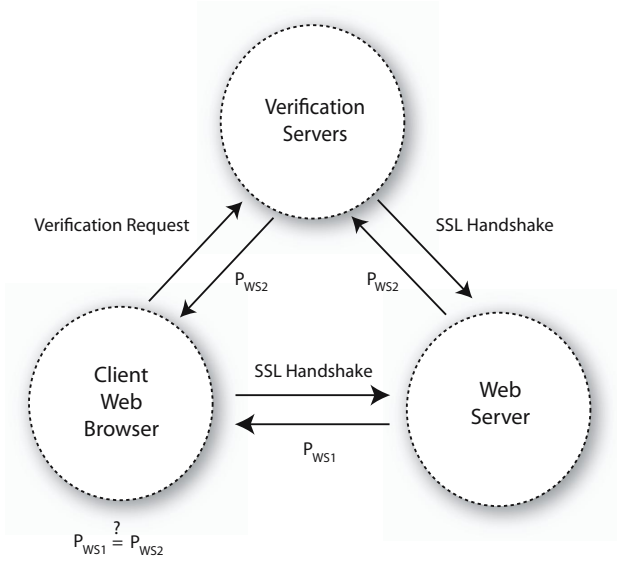 Verification
Servers
Verification Request
SSL Handshake
P_WS2
P_WS2
Client
Web
Browser
SSL Handshake
P_WS1
Web
Server
P_WS1 ?= P_WS2